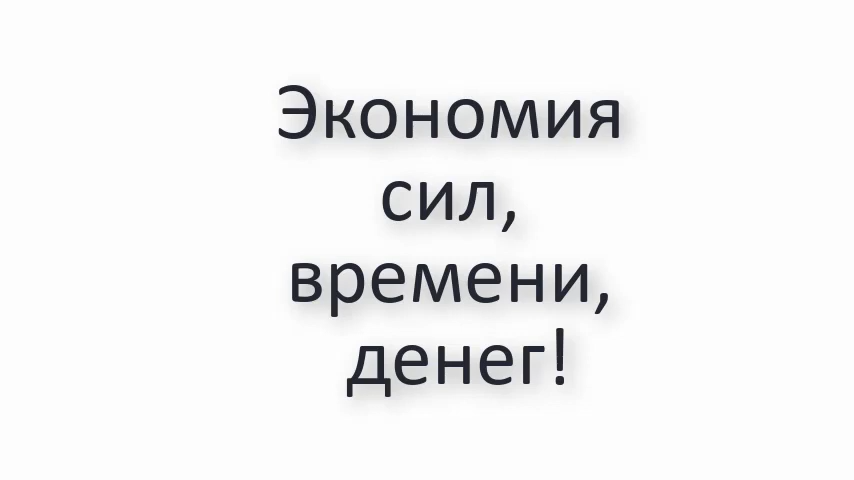 Экономия
сил,
времени,
денег!